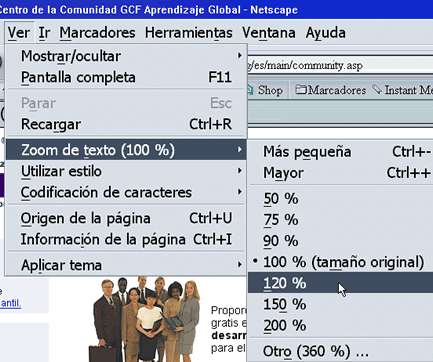 Centro de la Comunidad GCF Aprendizaje Global - Netscape
Ver Ir Marcadores Herramientas Ventana Ayuda
Mostrar/ocultar
Pantalla completa F11
Parar Esc
Recargar Ctrl+R
Zoom de texto (100 %)
Utilizar estilo
Codificación de caracteres
Origen de la página Ctrl+U
Información de la página Ctrl+I
Aplicar tema
g/es/main/community.asp
Shop Marcadores Instant Me
Más pequeña Ctrl+-
Mayor Ctrl++
50 %
75 %
90 %
• 100 % (tamaño original)
120 %
150 %
200 %
Otro (360 %) ...
antil.
Propor
gratis e
desarr
para el